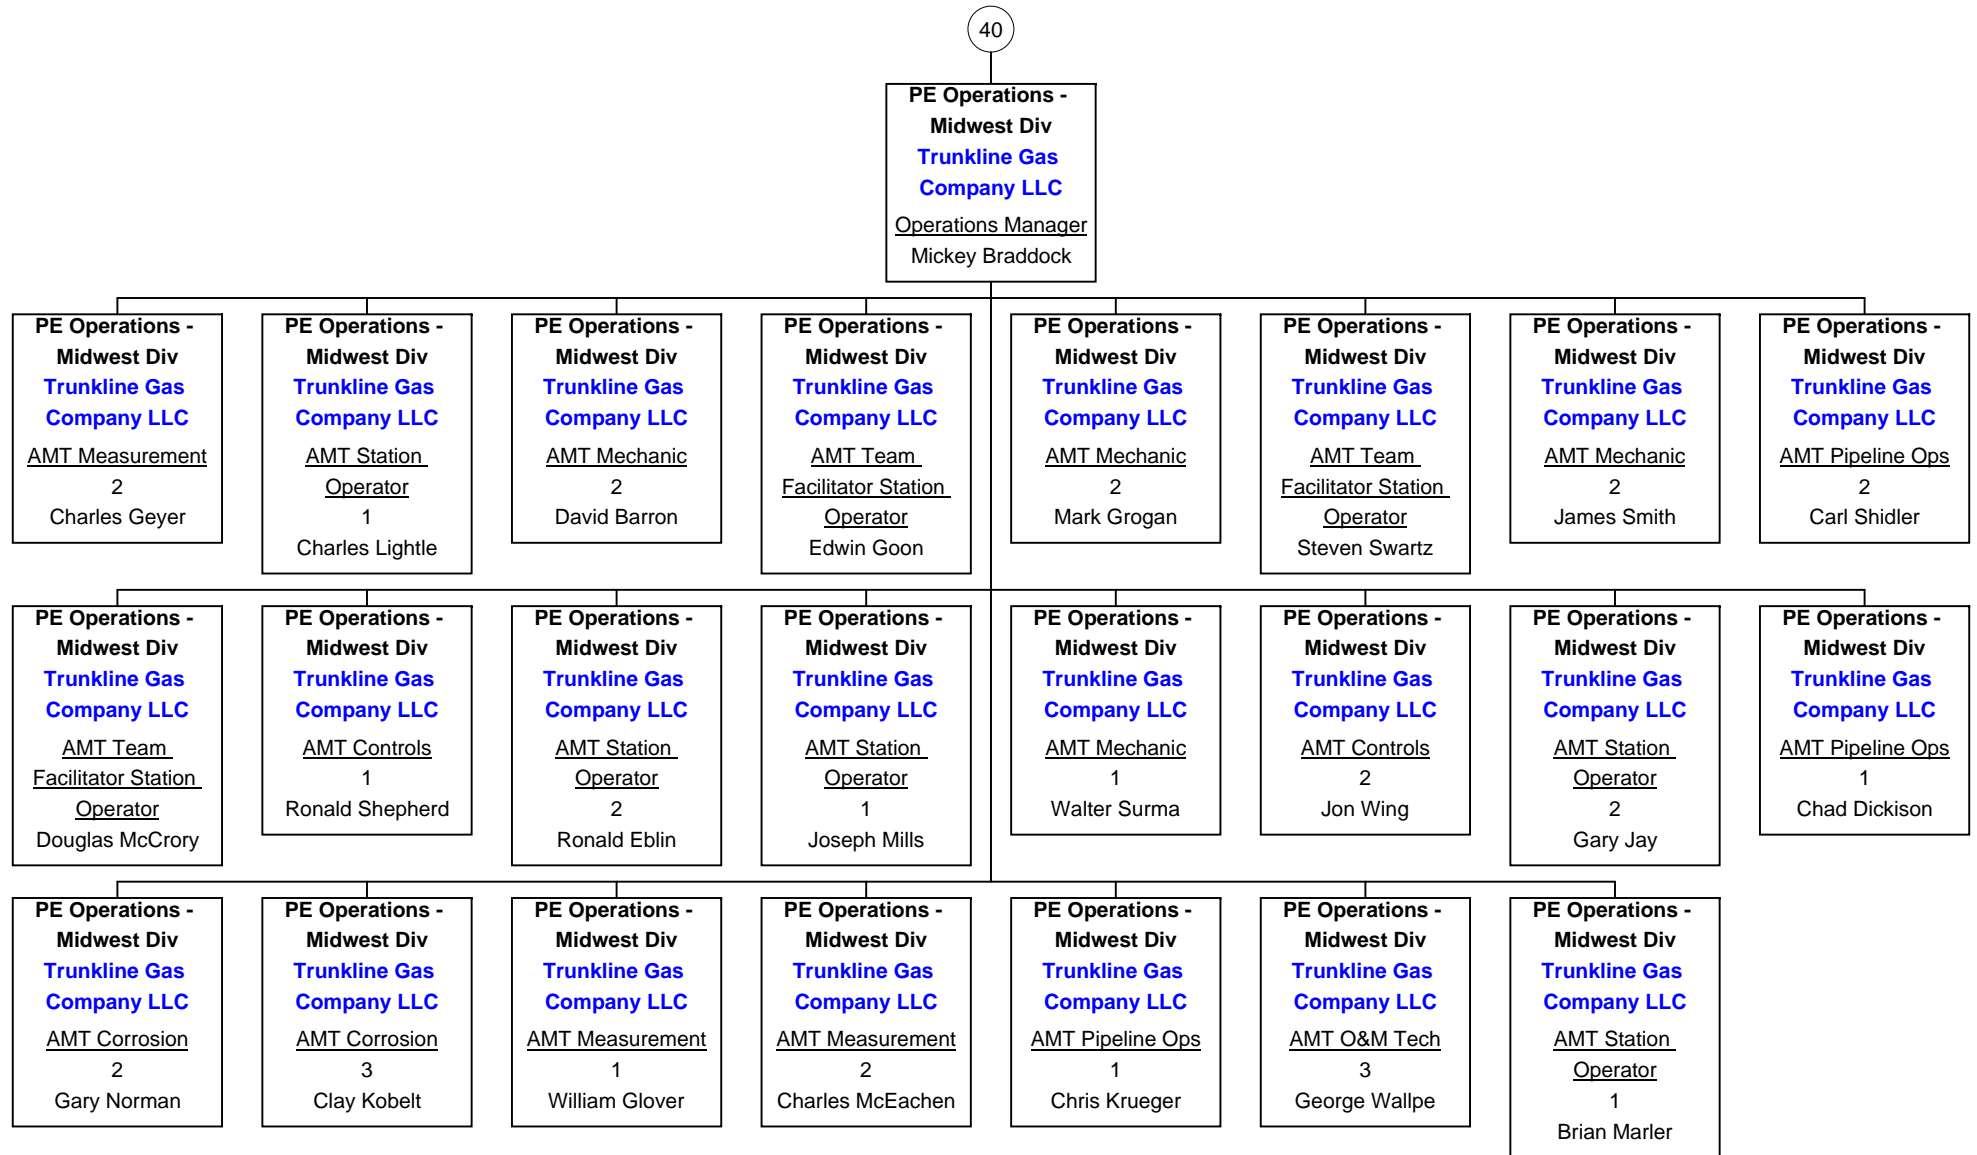 40
PE Operations -
Midwest Div
Trunkline Gas
Company LLC
Operations Manager
Mickey Braddock
PE Operations -
Midwest Div
Trunkline Gas
Company LLC
AMT Measurement
2
Charles Geyer
PE Operations -
Midwest Div
Trunkline Gas
Company LLC
AMT Station
Operator
1
Charles Lightle
PE Operations -
Midwest Div
Trunkline Gas
Company LLC
AMT Mechanic
2
David Barron
PE Operations -
Midwest Div
Trunkline Gas
Company LLC
AMT Team
Facilitator Station
Operator
Edwin Goon
PE Operations -
Midwest Div
Trunkline Gas
Company LLC
AMT Mechanic
2
Mark Grogan
PE Operations -
Midwest Div
Trunkline Gas
Company LLC
AMT Team
Facilitator Station
Operator
Steven Swartz
PE Operations -
Midwest Div
Trunkline Gas
Company LLC
AMT Mechanic
2
James Smith
PE Operations -
Midwest Div
Trunkline Gas
Company LLC
AMT Pipeline Ops
2
Carl Shidler
PE Operations -
Midwest Div
Trunkline Gas
Company LLC
AMT Team
Facilitator Station
Operator
Douglas McCrory
PE Operations -
Midwest Div
Trunkline Gas
Company LLC
AMT Controls
1
Ronald Shepherd
PE Operations -
Midwest Div
Trunkline Gas
Company LLC
AMT Station
Operator
2
Ronald Eblin
PE Operations -
Midwest Div
Trunkline Gas
Company LLC
AMT Station
Operator
1
Joseph Mills
PE Operations -
Midwest Div
Trunkline Gas
Company LLC
AMT Mechanic
1
Walter Surma
PE Operations -
Midwest Div
Trunkline Gas
Company LLC
AMT Controls
2
Jon Wing
PE Operations -
Midwest Div
Trunkline Gas
Company LLC
AMT Station
Operator
2
Gary Jay
PE Operations -
Midwest Div
Trunkline Gas
Company LLC
AMT Pipeline Ops
1
Chad Dickison
PE Operations -
Midwest Div
Trunkline Gas
Company LLC
AMT Corrosion
2
Gary Norman
PE Operations -
Midwest Div
Trunkline Gas
Company LLC
AMT Corrosion
3
Clay Kobelt
PE Operations -
Midwest Div
Trunkline Gas
Company LLC
AMT Measurement
1
William Glover
PE Operations -
Midwest Div
Trunkline Gas
Company LLC
AMT Measurement
2
Charles McEachen
PE Operations -
Midwest Div
Trunkline Gas
Company LLC
AMT Pipeline Ops
1
Chris Krueger
PE Operations -
Midwest Div
Trunkline Gas
Company LLC
AMT O&M Tech
3
George Wallpe
PE Operations -
Midwest Div
Trunkline Gas
Company LLC
AMT Station
Operator
1
Brian Marler